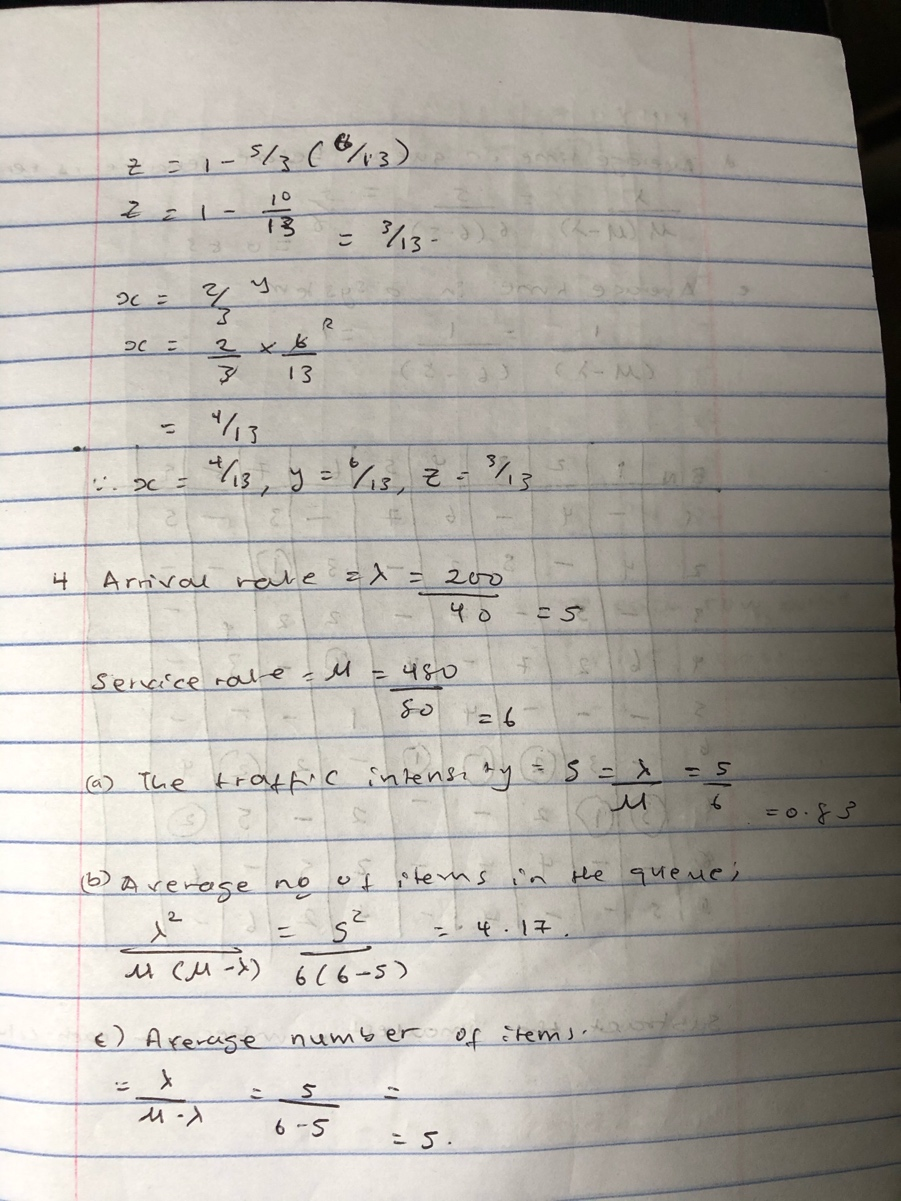 z = 1 - 5/3 (6/13)
z = 1 - 10/13 = 3/13 -
x = 2/3 y
x = 2/3 × 6/13 2
= 4/13
∴ x = 4/13, y = 6/13, z = 3/13
4 Arrival rate = λ = 200/40 = 5
Service rate = μ = 480/80 = 6
(a) The traffic intensity = S = λ/μ = 5/6 = 0.83
(b) Average no of items in the queue;
λ²/μ(μ-λ) = 5²/6(6-5) = 4.17.
c) Average number of items.
= λ/μ-λ = 5/6-5 =
= 5.